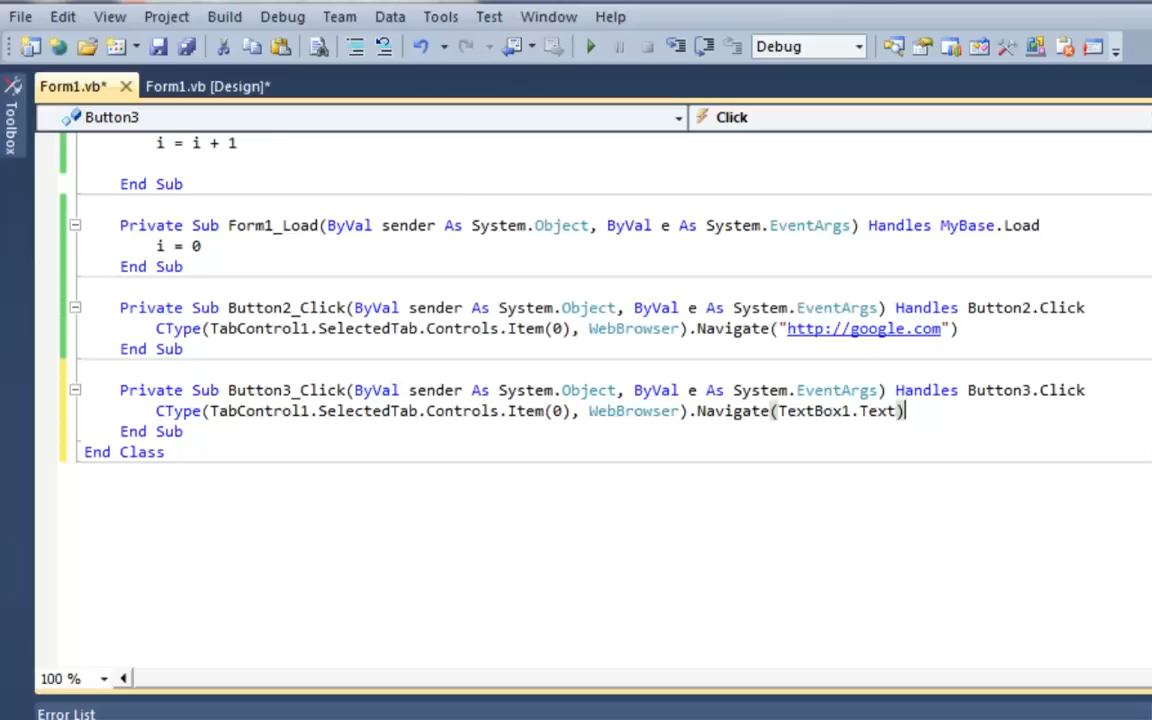 File Edit View Project Build Debug Team Data Tools Test Window Help
Debug
Form1.vb* Form1.vb [Design]*
Toolbox
Button3 Click
i = i + 1
End Sub
Private Sub Form1_Load(ByVal sender As System.Object, ByVal e As System.EventArgs) Handles MyBase.Load
i = 0
End Sub
Private Sub Button2_Click(ByVal sender As System.Object, ByVal e As System.EventArgs) Handles Button2.Click
CType(TabControl1.SelectedTab.Controls.Item(0), WebBrowser).Navigate("http://google.com")
End Sub
Private Sub Button3_Click(ByVal sender As System.Object, ByVal e As System.EventArgs) Handles Button3.Click
CType(TabControl1.SelectedTab.Controls.Item(0), WebBrowser).Navigate(TextBox1.Text)
End Sub
End Class
100 %
Error List